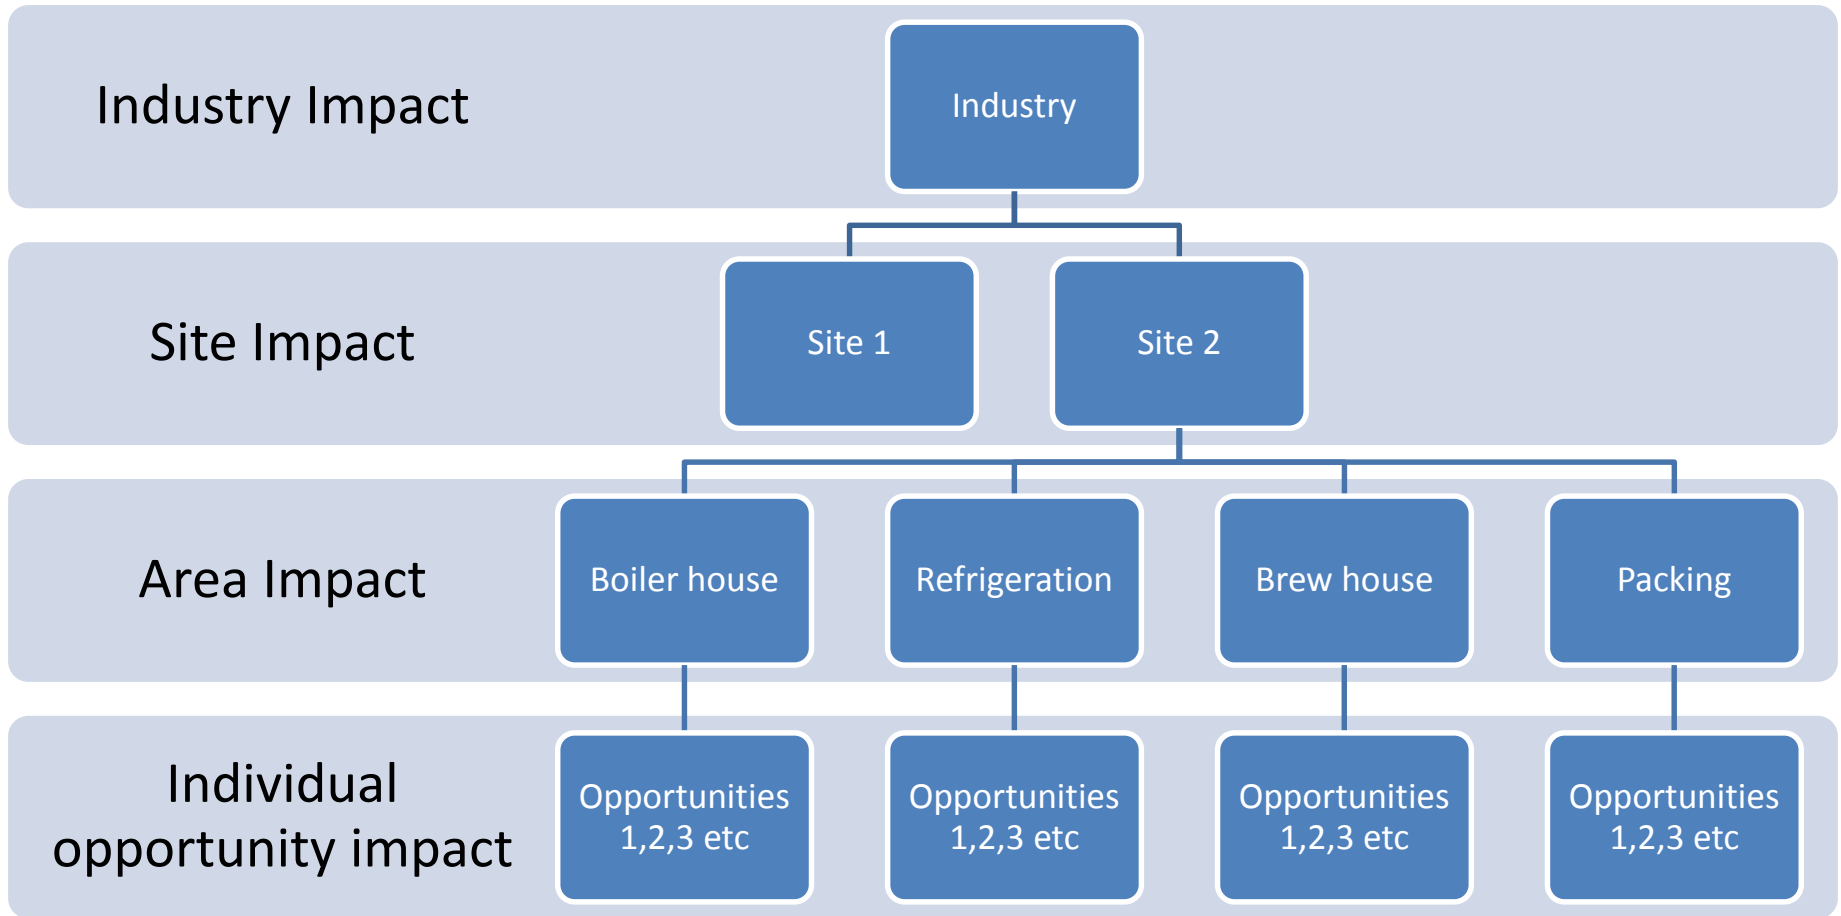 Industry Impact
Industry
Site Impact
Site 1
Site 2
Area Impact
Boiler house
Refrigeration
Brew house
Packing
Individual
opportunity impact
Opportunities
1,2,3 etc
Opportunities
1,2,3 etc
Opportunities
1,2,3 etc
Opportunities
1,2,3 etc